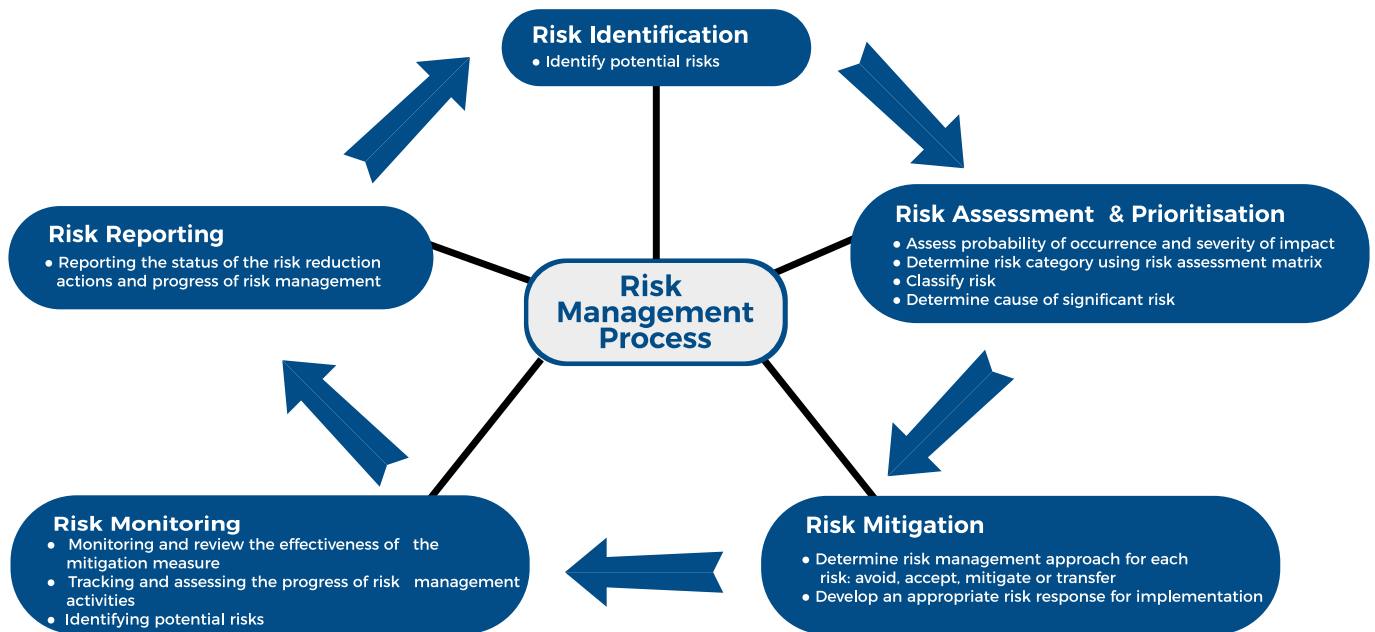 Risk Identification
● Identify potential risks
Risk Assessment & Prioritisation
● Assess probability of occurrence and severity of impact
● Determine risk category using risk assessment matrix
● Classify risk
● Determine cause of significant risk
Risk Reporting
● Reporting the status of the risk reduction
actions and progress of risk management
Risk
Management
Process
Risk Monitoring
● Monitoring and review the effectiveness of the
mitigation measure
● Tracking and assessing the progress of risk management
activities
● Identifying potential risks
Risk Mitigation
● Determine risk management approach for each
risk: avoid, accept, mitigate or transfer
● Develop an appropriate risk response for implementation